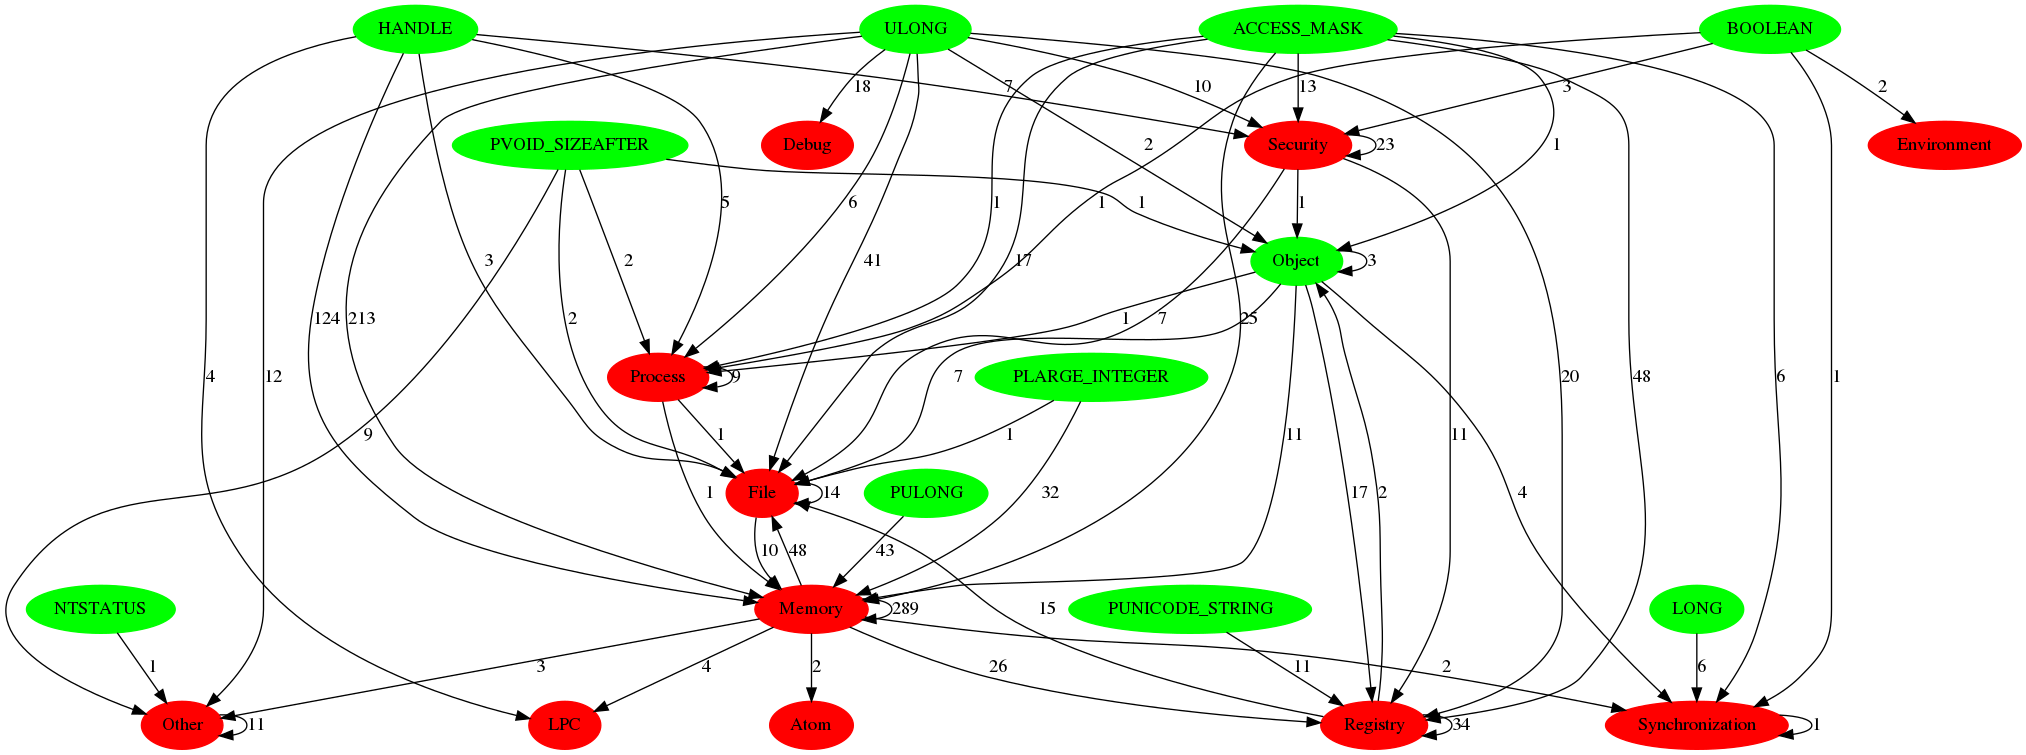 HANDLE ULONG ACCESS_MASK BOOLEAN
18 7 10 13 3 2
PVOID_SIZEAFTER Debug Security 23 2 1 Environment
5 6 1 1 1 1
3 2 41 17 Object 3
124 213 2 1 7 25
4 12 Process 9 7 PLARGE_INTEGER 20 48 6 1
9 1 1 11 11
File 14 PULONG 1 32 17 2 4
10 48 43
NTSTATUS Memory 289 15 PUNICODE_STRING LONG
1 3 4 2 26 11 2 6
Other 11 LPC Atom Registry 34 Synchronization 1